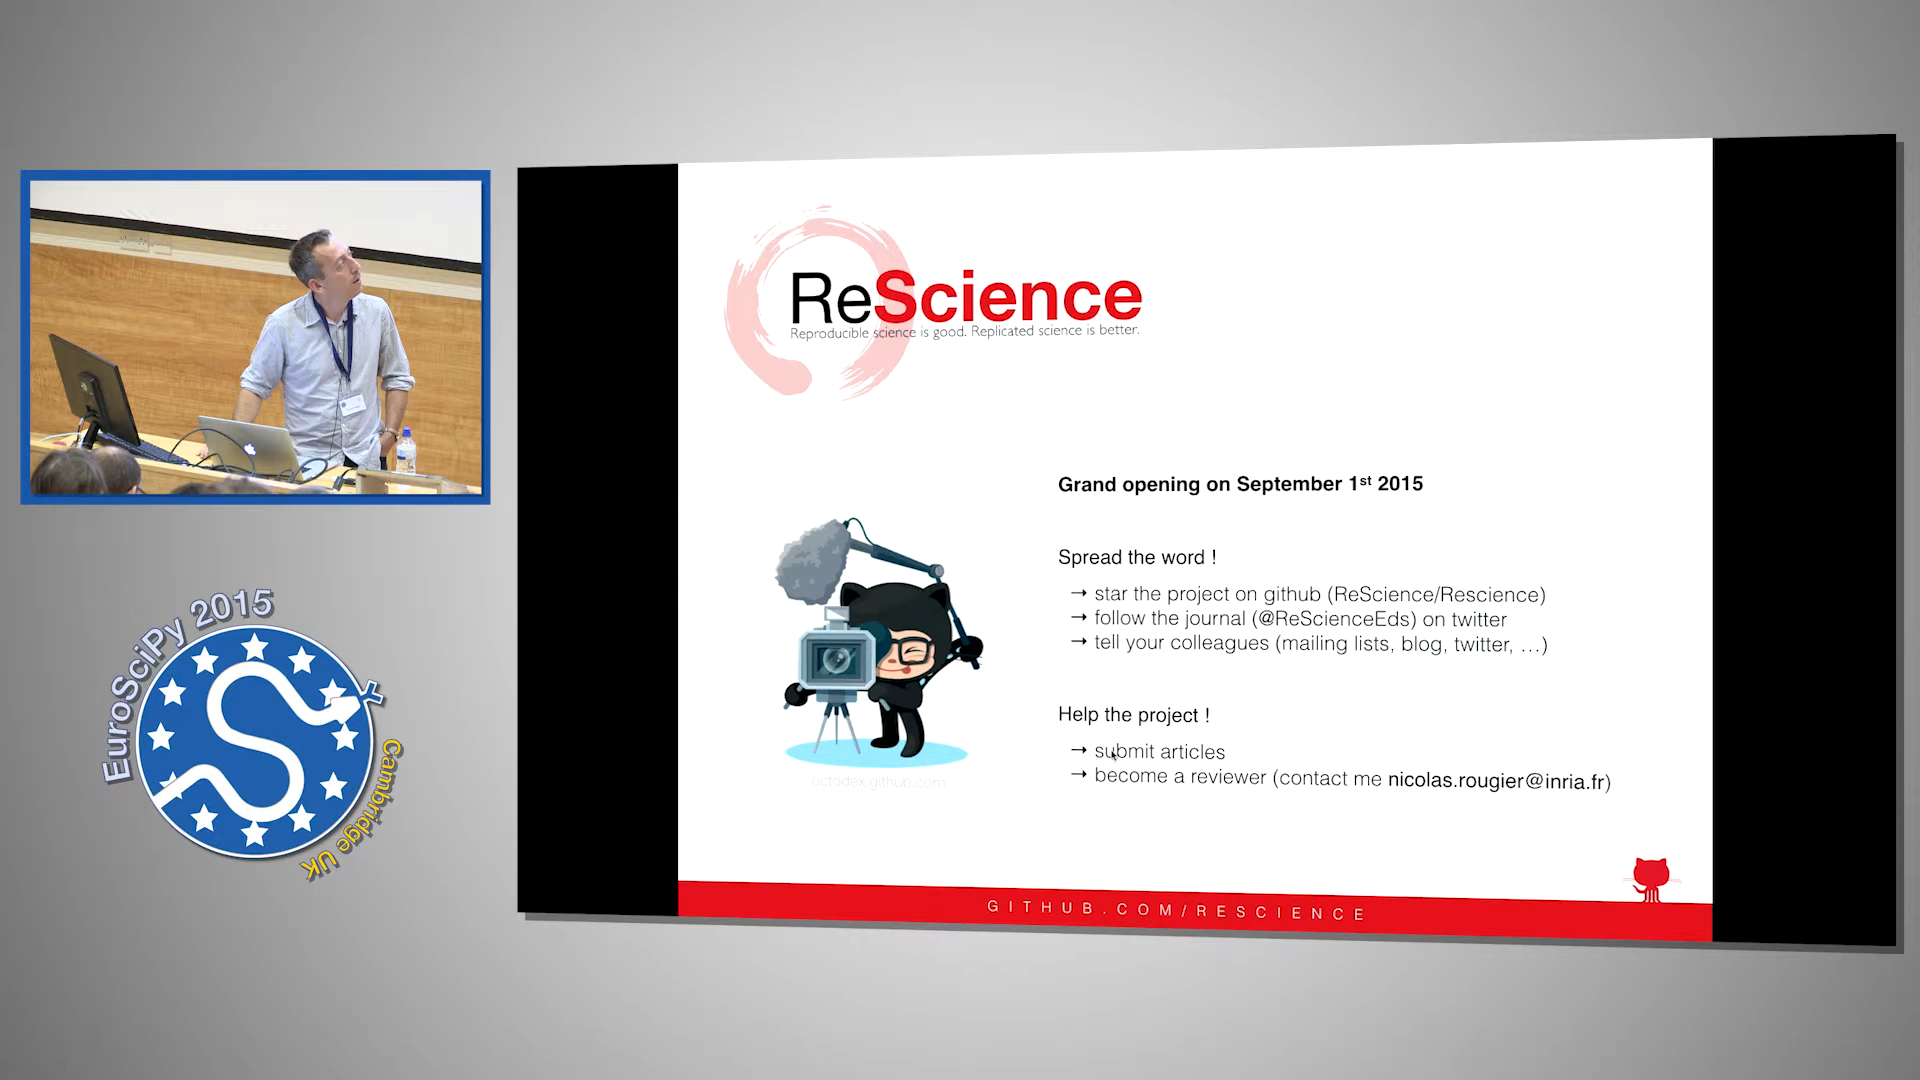 EuroSciPy 2015
Cambridge UK
ReScience
Reproducible science is good. Replicated science is better.
Grand opening on September 1st 2015
Spread the word !
→ star the project on github (ReScience/Rescience)
→ follow the journal (@ReScienceEds) on twitter
→ tell your colleagues (mailing lists, blog, twitter, …)
Help the project !
→ submit articles
→ become a reviewer (contact me nicolas.rougier@inria.fr)
octodex.github.com
GITHUB.COM/RESCIENCE